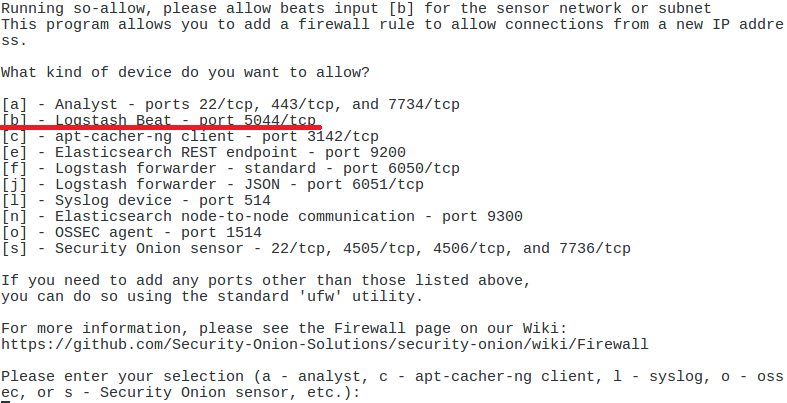 Running so-allow, please allow beats input [b] for the sensor network or subnet
This program allows you to add a firewall rule to allow connections from a new IP addre
ss.
What kind of device do you want to allow?
[a] - Analyst - ports 22/tcp, 443/tcp, and 7734/tcp
[b] - Logstash Beat - port 5044/tcp
[c] - apt-cacher-ng client - port 3142/tcp
[e] - Elasticsearch REST endpoint - port 9200
[f] - Logstash forwarder - standard - port 6050/tcp
[j] - Logstash forwarder - JSON - port 6051/tcp
[l] - Syslog device - port 514
[n] - Elasticsearch node-to-node communication - port 9300
[o] - OSSEC agent - port 1514
[s] - Security Onion sensor - 22/tcp, 4505/tcp, 4506/tcp, and 7736/tcp
If you need to add any ports other than those listed above,
you can do so using the standard 'ufw' utility.
For more information, please see the Firewall page on our Wiki:
https://github.com/Security-Onion-Solutions/security-onion/wiki/Firewall
Please enter your selection (a - analyst, c - apt-cacher-ng client, l - syslog, o - oss
ec, or s - Security Onion sensor, etc.):